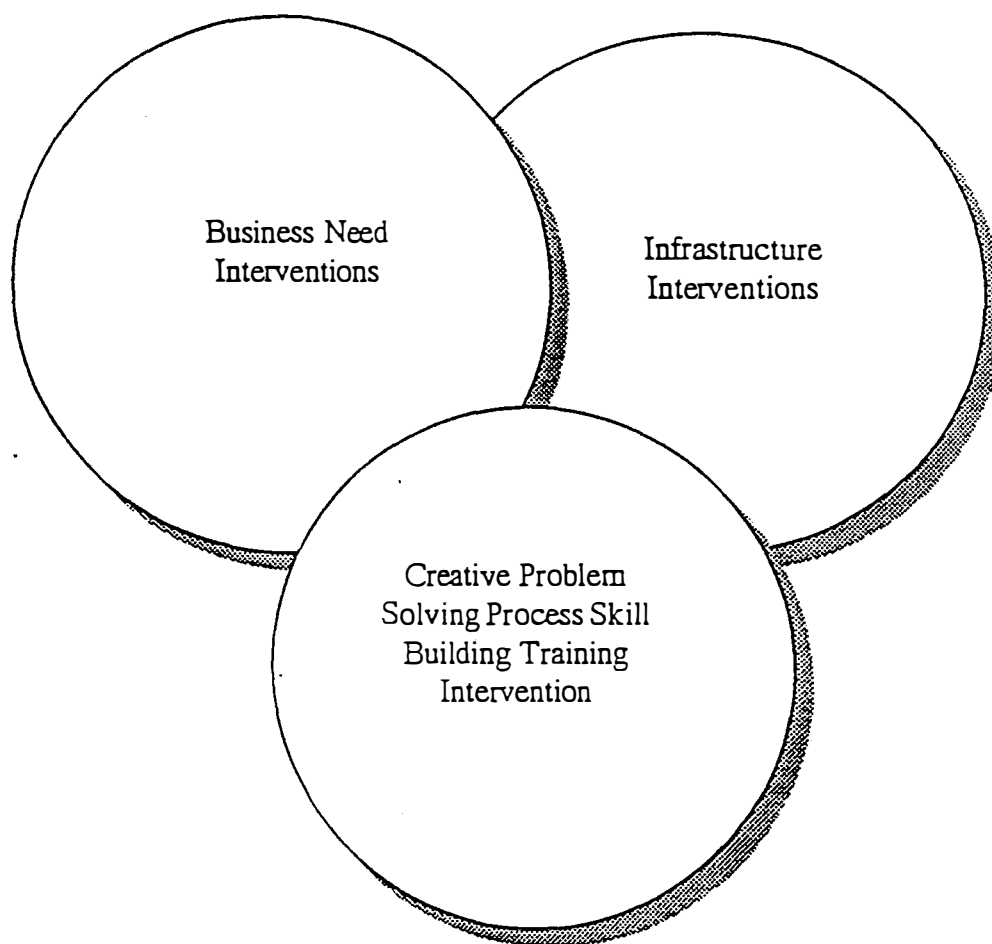 Business Need
Interventions
Infrastructure
Interventions
Creative Problem
Solving Process Skill
Building Training
Intervention